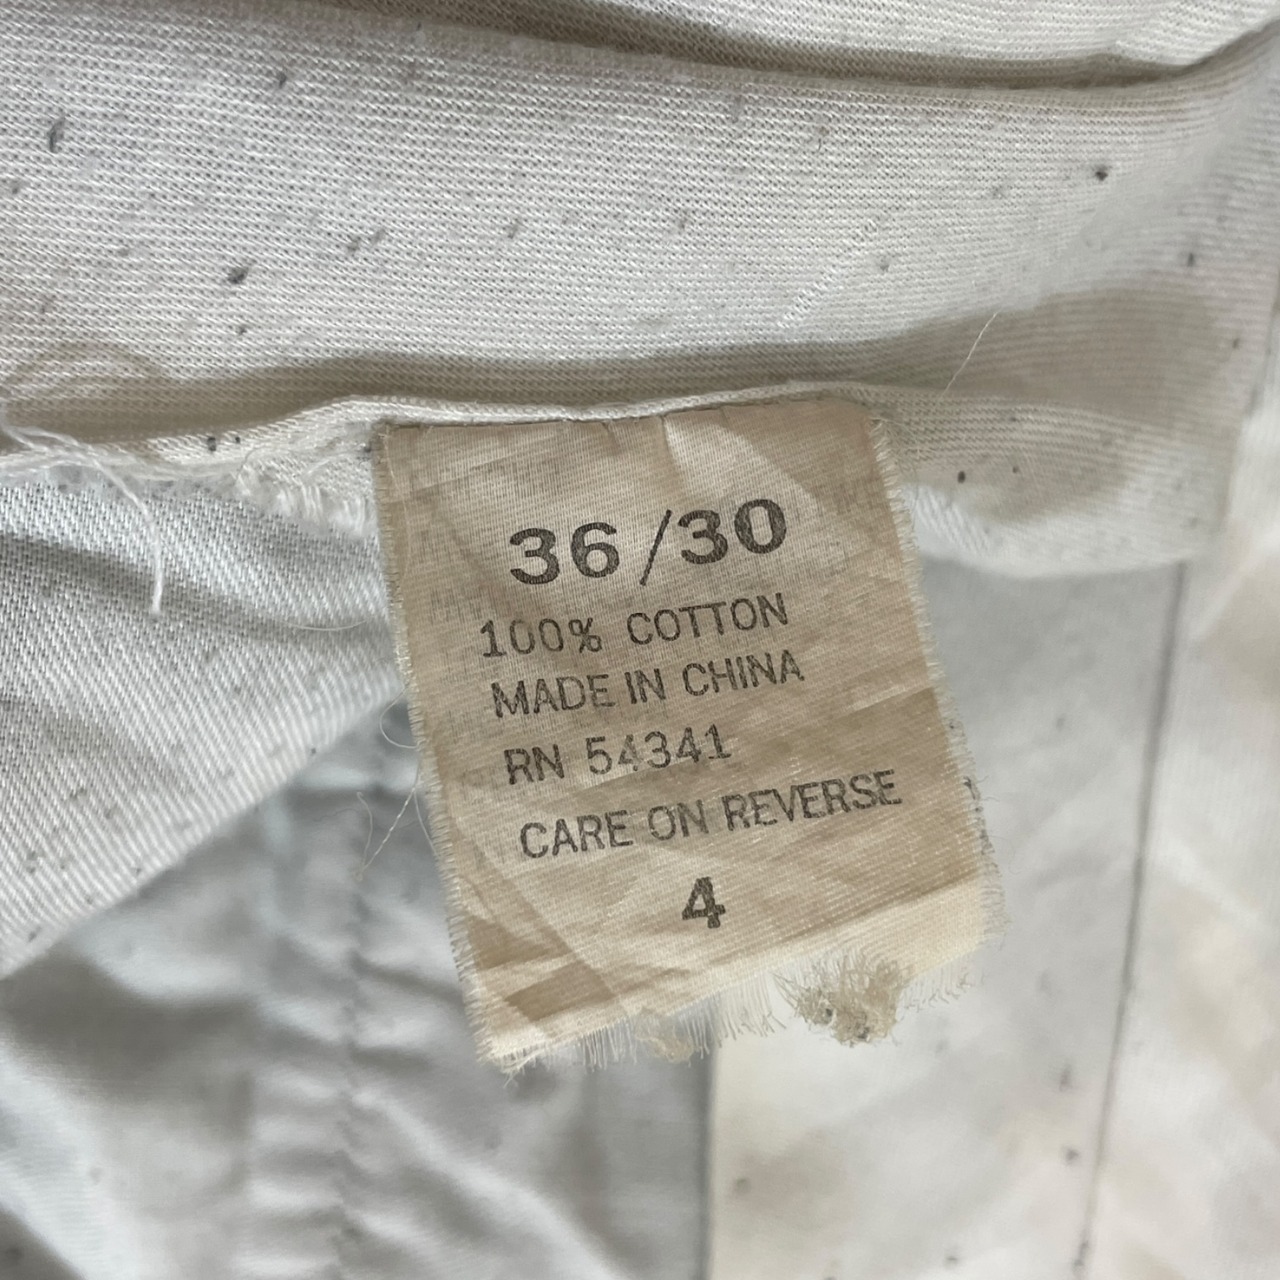 36/30
100% COTTON
MADE IN CHINA
RN 54341
CARE ON REVERSE
4